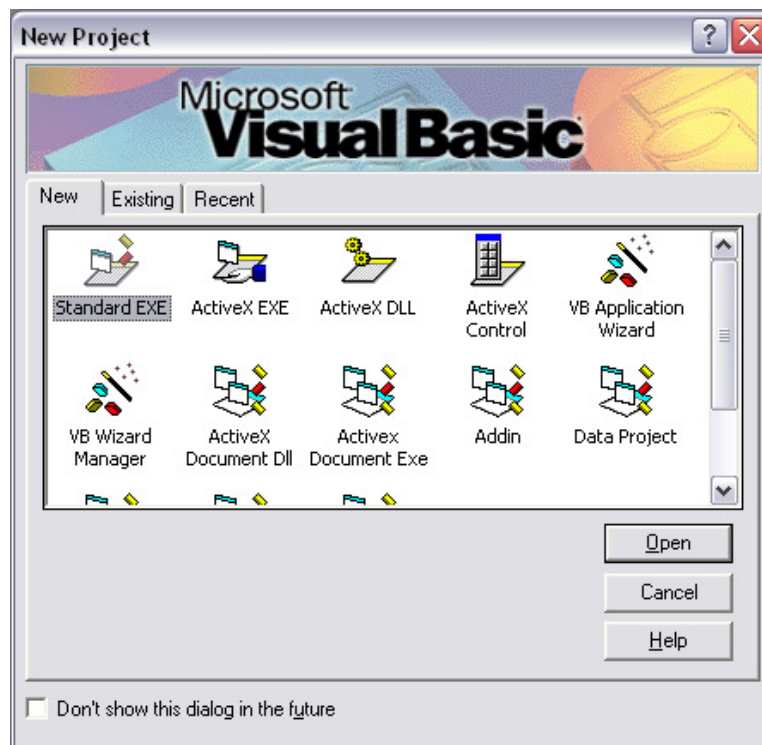 New Project
Microsoft
Visual Basic
New Existing Recent
Standard EXE ActiveX EXE ActiveX DLL ActiveX Control VB Application Wizard
VB Wizard Manager ActiveX Document Dll Activex Document Exe Addin Data Project
Open
Cancel
Help
Don't show this dialog in the future